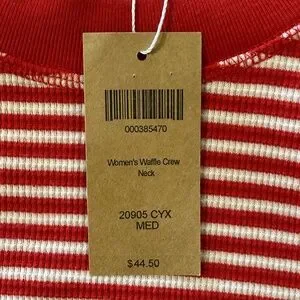 000385470
Women's Waffle Crew
Neck
20905 CYX
MED
$44.50